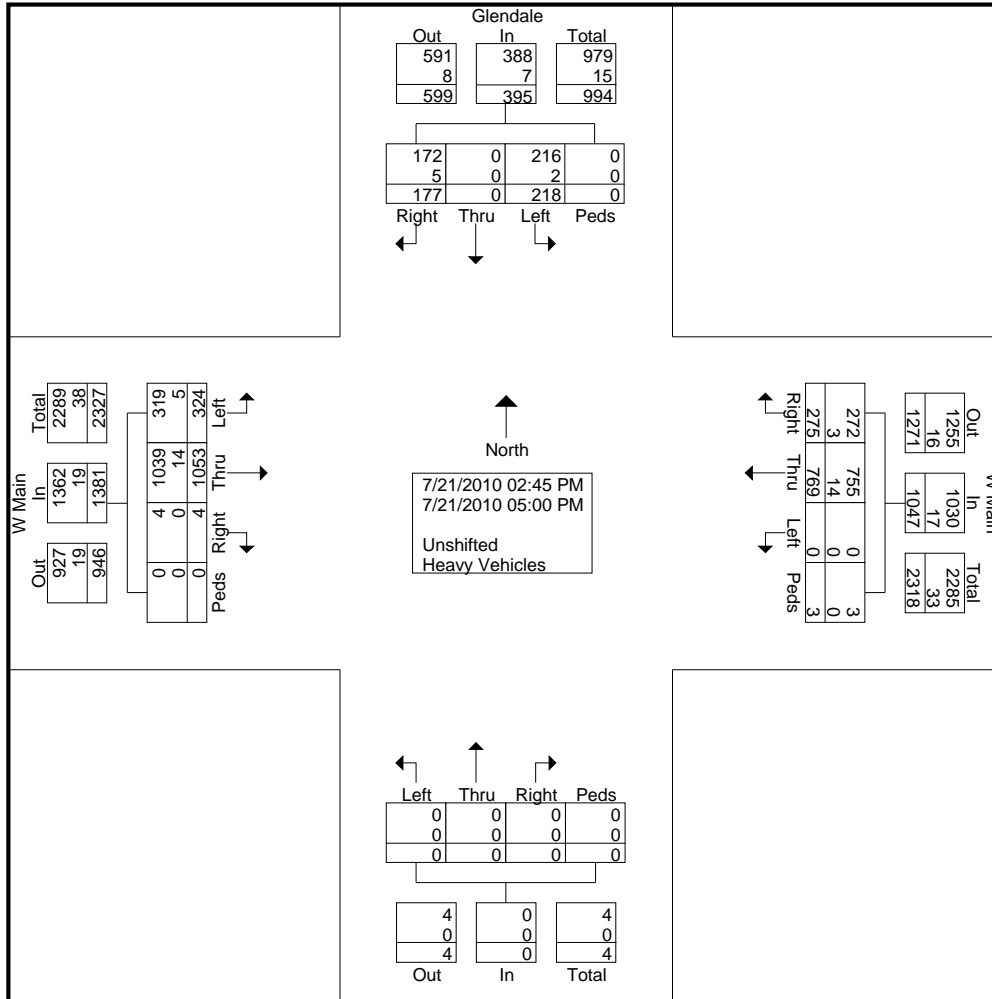 Glendale
Out In Total
591 388 979
8 7 15
599 395 994
172 0 216 0
5 0 2 0
177 0 218 0
Right Thru Left Peds
W Main
Total In Out
2289 1362 927
38 19 19
2327 1381 946
319 1039 4 0
5 14 0 0
324 1053 4 0
Left Thru Right Peds
North
7/21/2010 02:45 PM
7/21/2010 05:00 PM
Unshifted
Heavy Vehicles
W Main
Out In Total
1255 1030 2285
16 17 33
1271 1047 2318
272 755 0 3
3 14 0 0
275 769 0 3
Right Thru Left Peds
Left Thru Right Peds
0 0 0 0
0 0 0 0
0 0 0 0
4 0 4
0 0 0
4 0 4
Out In Total